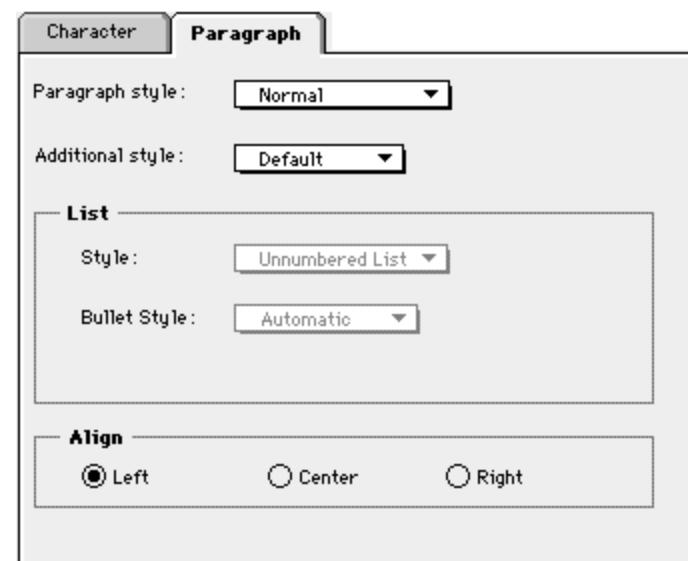 Character Paragraph
Paragraph style: Normal
Additional style: Default
List
Style: Unnumbered List
Bullet Style: Automatic
Align
Left Center Right